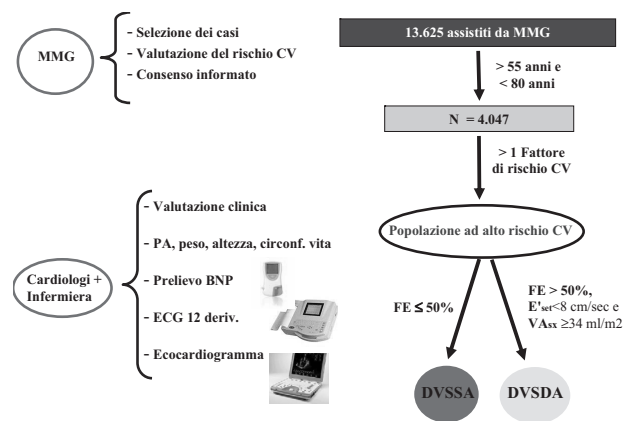 MMG
- Selezione dei casi
- Valutazione del rischio CV
- Consenso informato
13.625 assistiti da MMG
> 55 anni e
< 80 anni
N = 4.047
> 1 Fattore
di rischio CV
Popolazione ad alto rischio CV
Cardiologi +
Infermiera
- Valutazione clinica
- PA, peso, altezza, circonf. vita
- Prelievo BNP
- ECG 12 deriv.
- Ecocardiogramma
FE ≤ 50%
FE > 50%,
E'set<8 cm/sec e
VAsx ≥34 ml/m2
DVSSA
DVSDA